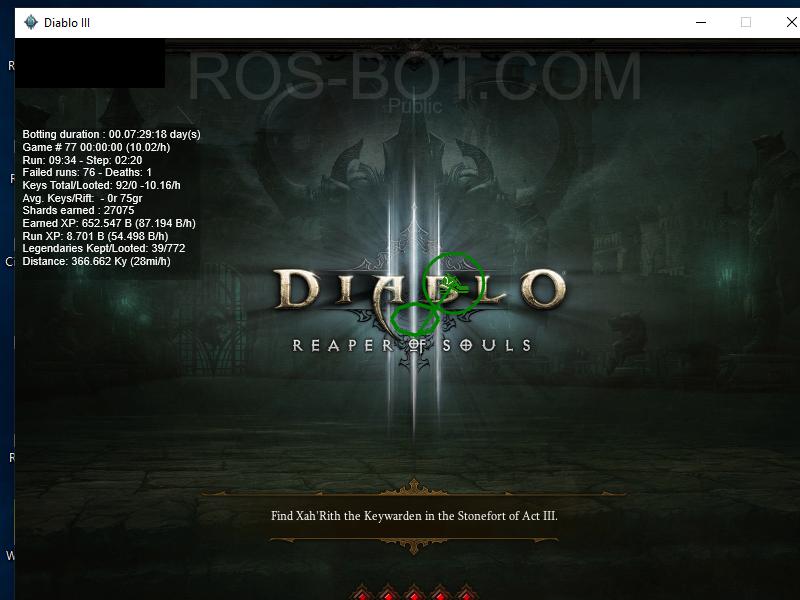 Diablo III
ROS-BOT.COM
-Public
Botting duration : 00.07:29:18 day(s)
Game # 77 00:00:00 (10.02/h)
Run: 09:34 - Step: 02:20
Failed runs: 76 - Deaths: 1
Keys Total/Looted: 92/0 -10.16/h
Avg. Keys/Rift:  - 0r 75gr
Shards earned : 27075
Earned XP: 652.547 B (87.194 B/h)
Run XP: 8.701 B (54.498 B/h)
Legendaries Kept/Looted: 39/772
Distance: 366.662 Ky (28mi/h)
DIABLO
REAPER OF SOULS
Find Xah'Rith the Keywarden in the Stonefort of Act III.